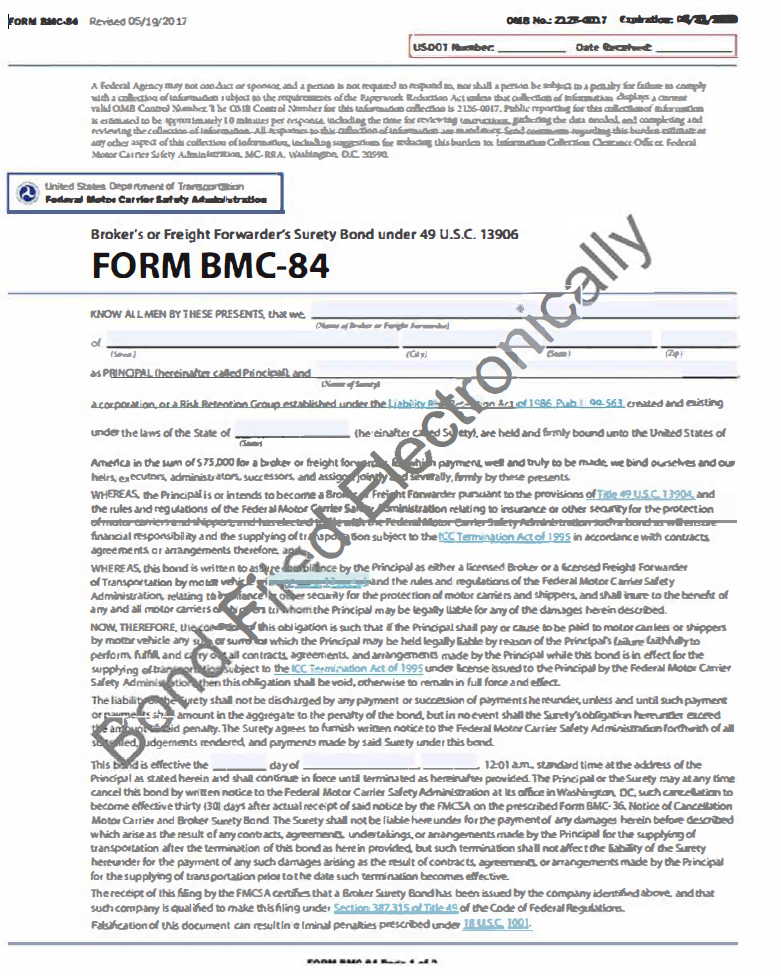 FORM BMC-84 Revised 05/19/2017 OMB No.: 2126-0017 Expiration:
USDOT Number: Date Received:
A Federal Agency may not conduct or sponsor, and a person is not required to respond to, nor shall a person be subject to a penalty for failure to comply
with a collection of information subject to the requirements of the Paperwork Reduction Act unless that collection of information displays a current
valid OMB Control Number. The OMB Control Number for this information collection is 2126-0017. Public reporting for this collection of information
is estimated to be approximately 10 minutes per response, including the time for reviewing instructions, gathering the data needed, and completing and
reviewing the collection of information. All responses to this collection of information are mandatory. Send comments regarding this burden estimate or
any other aspect of this collection of information, including suggestions for reducing this burden to: Information Collection Clearance Officer, Federal
Motor Carrier Safety Administration, MC-RRA, Washington, D.C. 20590.
United States Department of Transportation
Federal Motor Carrier Safety Administration
Broker's or Freight Forwarder's Surety Bond under 49 U.S.C. 13906
FORM BMC-84
KNOW ALL MEN BY THESE PRESENTS, that we,
(Name of Broker or Freight Forwarder)
of
(Street) (City) (State) (Zip)
as PRINCIPAL (hereinafter called Principal), and
(Name of Surety)
a corporation, or a Risk Retention Group established under the Liability Risk Retention Act of 1986, Pub. L. 99-563, created and existing
under the laws of the State of (hereinafter called Surety), are held and firmly bound unto the United States of
(State)
America in the sum of $75,000 for a broker or freight forwarder, for which payment, well and truly to be made, we bind ourselves and our
heirs, executors, administrators, successors, and assigns, jointly and severally, firmly by these presents.
WHEREAS, the Principal is or intends to become a Broker or Freight Forwarder pursuant to the provisions of Title 49 U.S.C. 13904, and
the rules and regulations of the Federal Motor Carrier Safety Administration relating to insurance or other security for the protection
of motor carriers and shippers, and has elected to file with the Federal Motor Carrier Safety Administration such a bond as will ensure
financial responsibility and the supplying of transportation subject to the ICC Termination Act of 1995 in accordance with contracts,
agreements, or arrangements therefore, and
WHEREAS, this bond is written to assure compliance by the Principal as either a licensed Broker or a licensed Freight Forwarder
of Transportation by motor vehicle and the rules and regulations of the Federal Motor Carrier Safety
Administration, relating to insurance or other security for the protection of motor carriers and shippers, and shall inure to the benefit of
any and all motor carriers or shippers to whom the Principal may be legally liable for any of the damages herein described.
NOW, THEREFORE, the condition of this obligation is such that if the Principal shall pay or cause to be paid to motor carriers or shippers
by motor vehicle any sum or sums for which the Principal may be held legally liable by reason of the Principal's failure faithfully to
perform, fulfill, and carry out all contracts, agreements, and arrangements made by the Principal while this bond is in effect for the
supplying of transportation subject to the ICC Termination Act of 1995 under license issued to the Principal by the Federal Motor Carrier
Safety Administration, then this obligation shall be void, otherwise to remain in full force and effect.
The liability of the Surety shall not be discharged by any payment or succession of payments hereunder, unless and until such payment
or payments shall amount in the aggregate to the penalty of the bond, but in no event shall the Surety's obligation hereunder exceed
the amount of said penalty. The Surety agrees to furnish written notice to the Federal Motor Carrier Safety Administration forthwith of all
suits filed, judgements rendered, and payments made by said Surety under this bond.
This bond is effective the day of , , 12:01 a.m., standard time at the address of the
Principal as stated herein and shall continue in force until terminated as hereinafter provided. The Principal or the Surety may at any time
cancel this bond by written notice to the Federal Motor Carrier Safety Administration at its office in Washington, DC, such cancellation to
become effective thirty (30) days after actual receipt of said notice by the FMCSA on the prescribed Form BMC-36, Notice of Cancellation
Motor Carrier and Broker Surety Bond. The Surety shall not be liable hereunder for the payment of any damages herein before described
which arise as the result of any contracts, agreements, undertakings, or arrangements made by the Principal for the supplying of
transportation after the termination of this bond as herein provided, but such termination shall not affect the liability of the Surety
hereunder for the payment of any such damages arising as the result of contracts, agreements, or arrangements made by the Principal
for the supplying of transportation prior to the date such termination becomes effective.
The receipt of this filing by the FMCSA certifies that a Broker Surety Bond has been issued by the company identified above, and that
such company is qualified to make this filing under Section 387.315 of Title 49 of the Code of Federal Regulations.
Falsification of this document can result in criminal penalties prescribed under 18 U.S.C. 1001.
FORM BMC-84 Page 1 of 2
Bond Filed Electronically